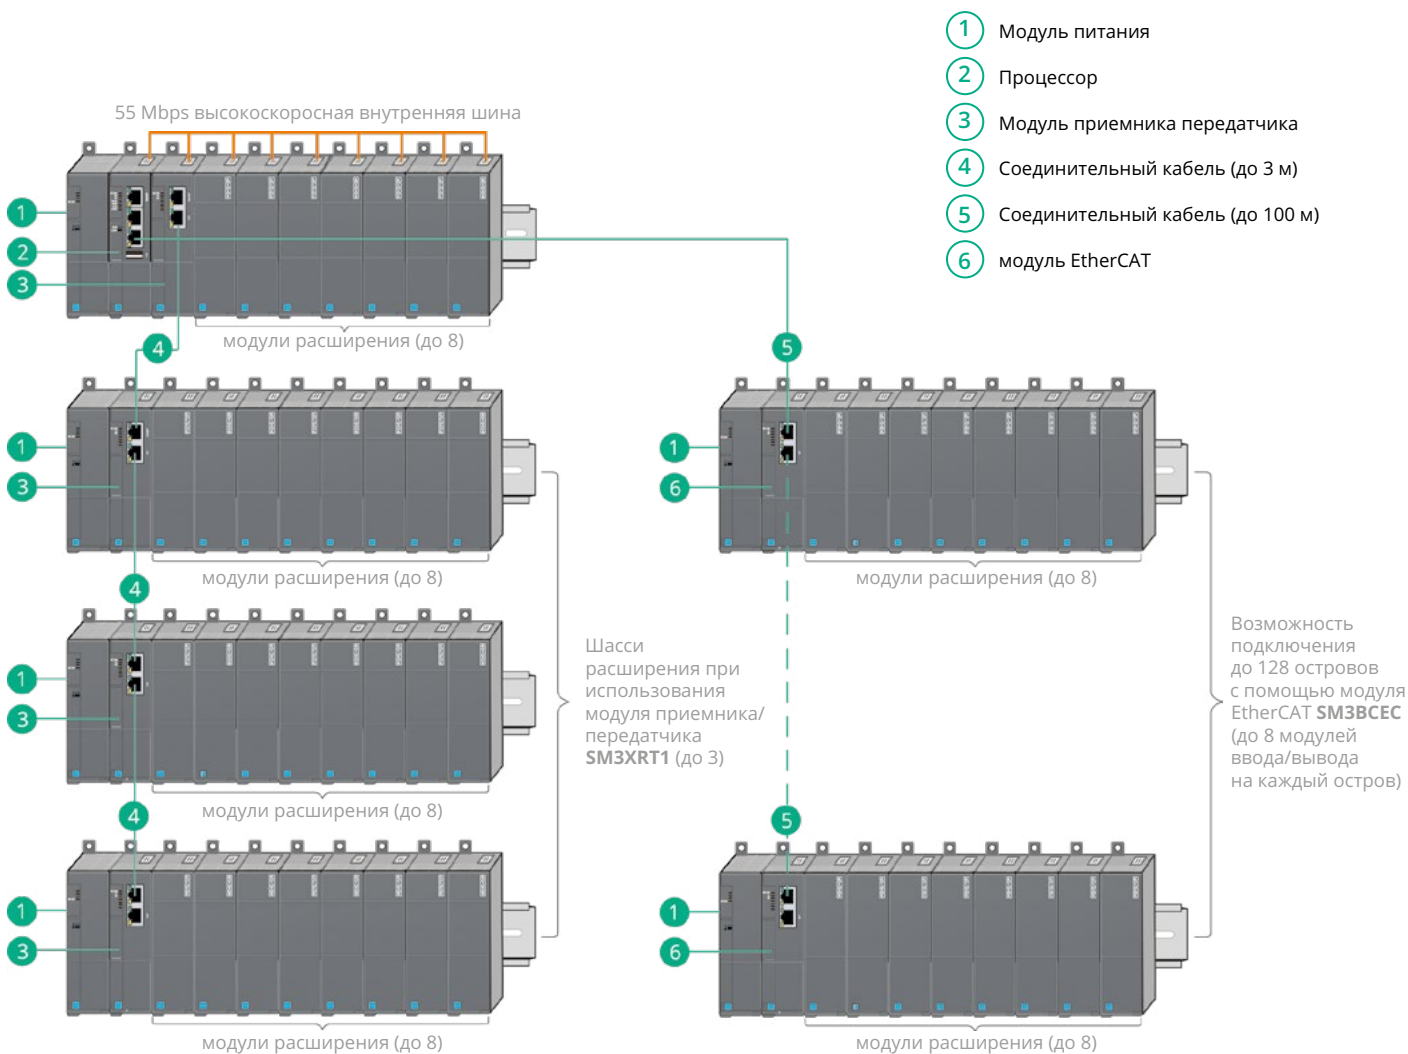 1 Модуль питания
2 Процессор
3 Модуль приемника передатчика
4 Соединительный кабель (до 3 м)
5 Соединительный кабель (до 100 м)
6 модуль EtherCAT
55 Mbps высокоскоросная внутренняя шина
1
2
3
модули расширения (до 8)
4
5
1
3
модули расширения (до 8)
1
6
модули расширения (до 8)
4
1
3
модули расширения (до 8)
Шасси
расширения при
использования
модуля приемника/
передатчика
SM3XRT1 (до 3)
Возможность
подключения
до 128 островов
с помощью модуля
EtherCAT SM3BCEC
(до 8 модулей
ввода/вывода
на каждый остров)
4
5
1
3
модули расширения (до 8)
1
6
модули расширения (до 8)